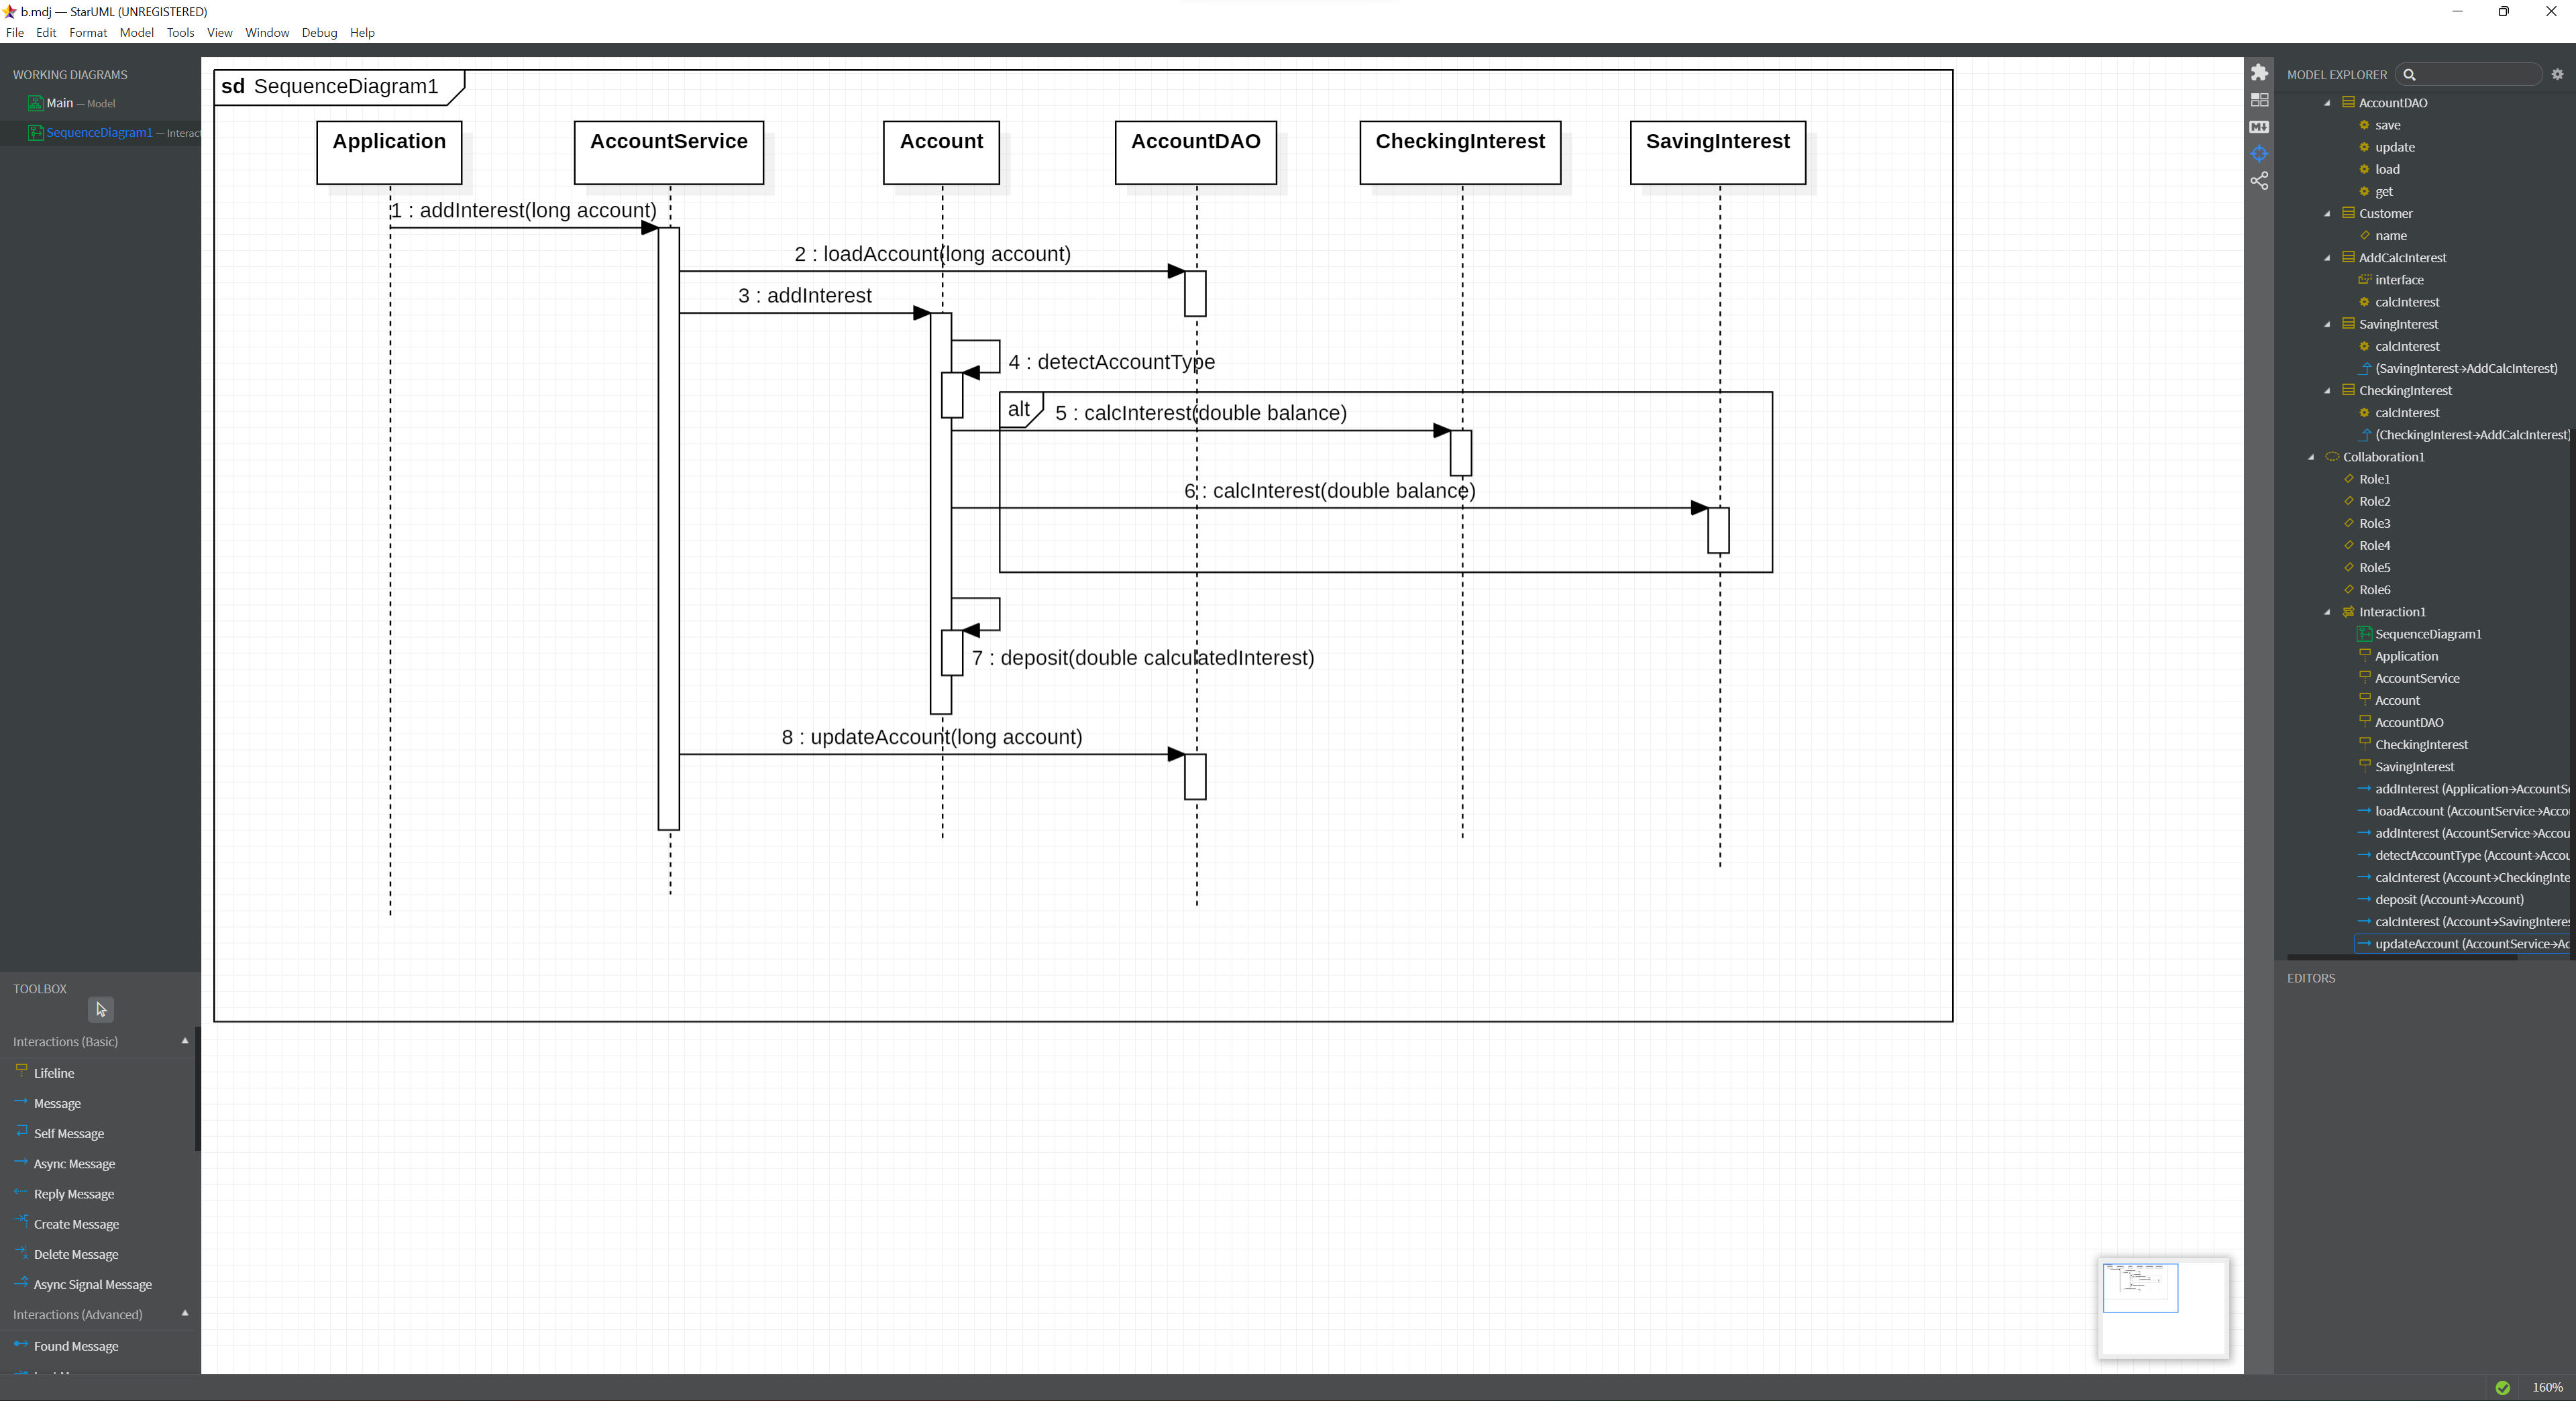 b.mdj — StarUML (UNREGISTERED)
File Edit Format Model Tools View Window Debug Help
WORKING DIAGRAMS
Main — Model
SequenceDiagram1 — Interac
TOOLBOX
Interactions (Basic)
Lifeline
Message
Self Message
Async Message
Reply Message
Create Message
Delete Message
Async Signal Message
Interactions (Advanced)
Found Message
sd SequenceDiagram1
Application AccountService Account AccountDAO CheckingInterest SavingInterest
1 : addInterest(long account)
2 : loadAccount(long account)
3 : addInterest
4 : detectAccountType
alt 5 : calcInterest(double balance)
6 : calcInterest(double balance)
7 : deposit(double calculatedInterest)
8 : updateAccount(long account)
M
MODEL EXPLORER
AccountDAO
save
update
load
get
Customer
name
AddCalcInterest
interface
calcInterest
SavingInterest
calcInterest
(SavingInterest→AddCalcInterest)
CheckingInterest
calcInterest
(CheckingInterest→AddCalcInterest)
Collaboration1
Role1
Role2
Role3
Role4
Role5
Role6
Interaction1
SequenceDiagram1
Application
AccountService
Account
AccountDAO
CheckingInterest
SavingInterest
addInterest (Application→AccountS
loadAccount (AccountService→Acco
addInterest (AccountService→Accou
detectAccountType (Account→Accou
calcInterest (Account→CheckingInte
deposit (Account→Account)
calcInterest (Account→SavingInteres
updateAccount (AccountService→Ac
EDITORS
160%